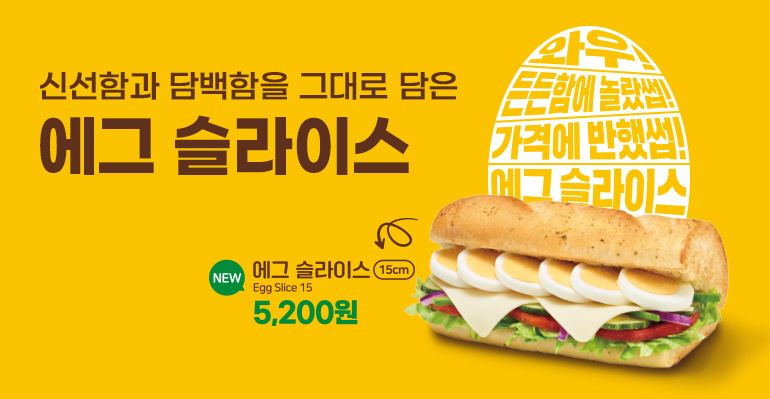 신선함과 담백함을 그대로 담은
에그 슬라이스
와우!
든든함에 놀랐썹!
가격에 반했썹!
에그 슬라이스
NEW
에그 슬라이스 15cm
Egg Slice 15
5,200원